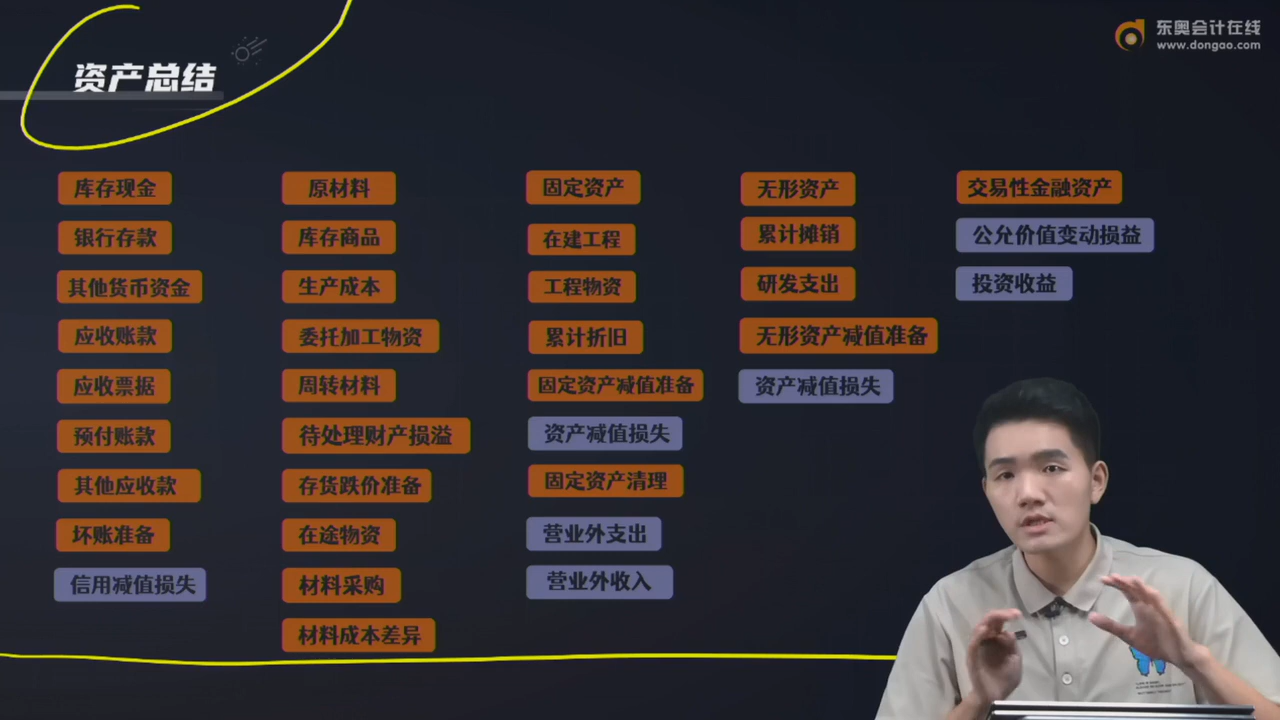 东奥会计在线
www.dongao.com
资产总结
库存现金
银行存款
其他货币资金
应收账款
应收票据
预付账款
其他应收款
坏账准备
信用减值损失
原材料
库存商品
生产成本
委托加工物资
周转材料
待处理财产损溢
存货跌价准备
在途物资
材料采购
材料成本差异
固定资产
在建工程
工程物资
累计折旧
固定资产减值准备
资产减值损失
固定资产清理
营业外支出
营业外收入
无形资产
累计摊销
研发支出
无形资产减值准备
资产减值损失
交易性金融资产
公允价值变动损益
投资收益